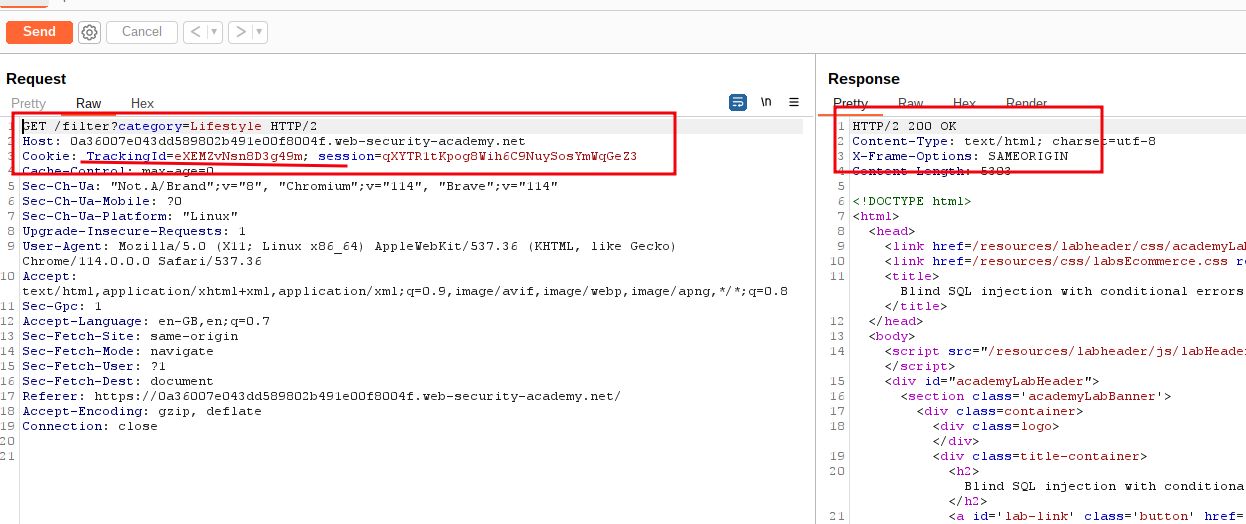 Send
Cancel
Request
Pretty Raw Hex
\n
1 GET /filter?category=Lifestyle HTTP/2
2 Host: 0a36007e043dd589802b491e00f8004f.web-security-academy.net
3 Cookie: TrackingId=eXEMZvNsn8D3g49m; session=qXYTR1tKpog8Wih6C9NuySosYmWqGeZ3
4 Cache-Control: max-age=0
5 Sec-Ch-Ua: "Not.A/Brand";v="8", "Chromium";v="114", "Brave";v="114"
6 Sec-Ch-Ua-Mobile: ?0
7 Sec-Ch-Ua-Platform: "Linux"
8 Upgrade-Insecure-Requests: 1
9 User-Agent: Mozilla/5.0 (X11; Linux x86_64) AppleWebKit/537.36 (KHTML, like Gecko)
Chrome/114.0.0.0 Safari/537.36
10 Accept:
text/html,application/xhtml+xml,application/xml;q=0.9,image/avif,image/webp,image/apng,*/*;q=0.8
11 Sec-Gpc: 1
12 Accept-Language: en-GB,en;q=0.7
13 Sec-Fetch-Site: same-origin
14 Sec-Fetch-Mode: navigate
15 Sec-Fetch-User: ?1
16 Sec-Fetch-Dest: document
17 Referer: https://0a36007e043dd589802b491e00f8004f.web-security-academy.net/
18 Accept-Encoding: gzip, deflate
19 Connection: close
20
21
Response
Pretty Raw Hex Render
1 HTTP/2 200 OK
2 Content-Type: text/html; charset=utf-8
3 X-Frame-Options: SAMEORIGIN
4 Content-Length: 5303
5
6 <!DOCTYPE html>
7 <html>
8 <head>
9 <link href=/resources/labheader/css/academyLa
10 <link href=/resources/css/labsEcommerce.css re
11 <title>
Blind SQL injection with conditional errors
</title>
12 </head>
13 <body>
14 <script src="/resources/labheader/js/labHeade
</script>
15 <div id="academyLabHeader">
16 <section class='academyLabBanner'>
17 <div class=container>
18 <div class=logo>
</div>
19 <div class=title-container>
20 <h2>
Blind SQL injection with conditiona
</h2>
21 <a id='lab-link' class='button' href=